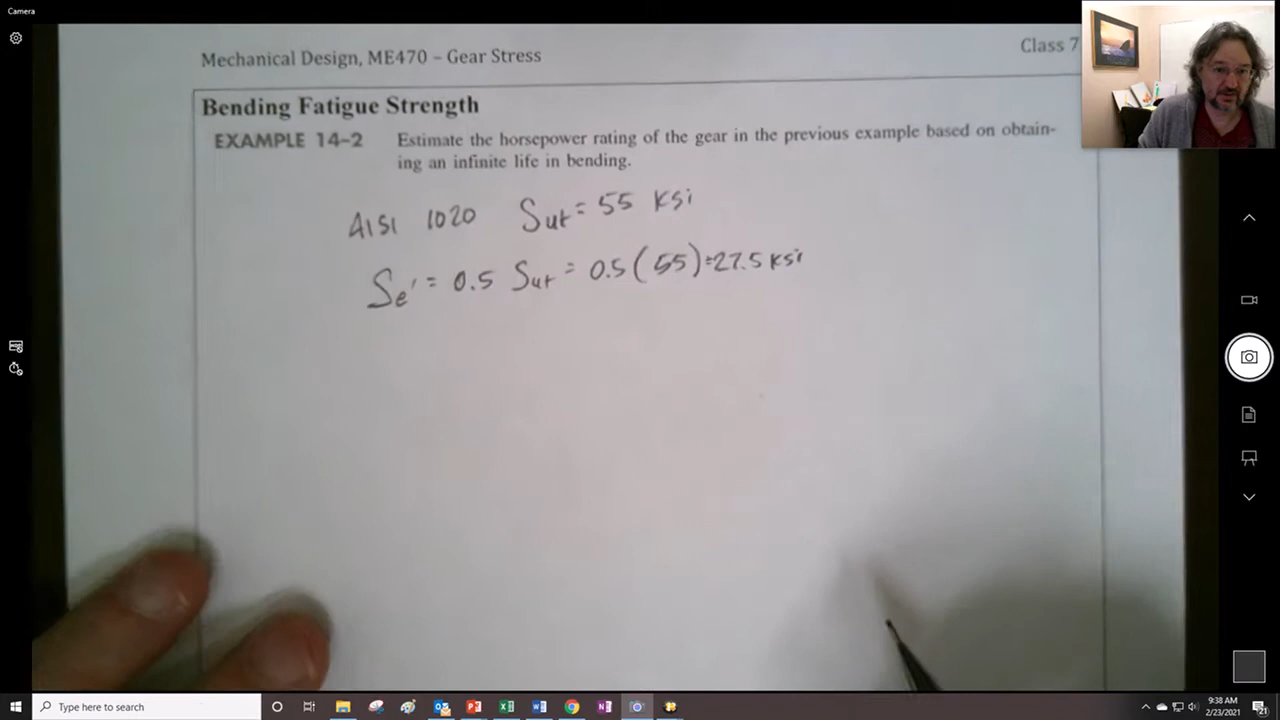 Camera
Mechanical Design, ME470 – Gear Stress
Class 7
Bending Fatigue Strength
EXAMPLE 14–2 Estimate the horsepower rating of the gear in the previous example based on obtain-
ing an infinite life in bending.
AISI 1020 Sut = 55 ksi
Se' = 0.5 Sut = 0.5(55) = 27.5 ksi
Type here to search
9:38 AM
2/23/2021
21